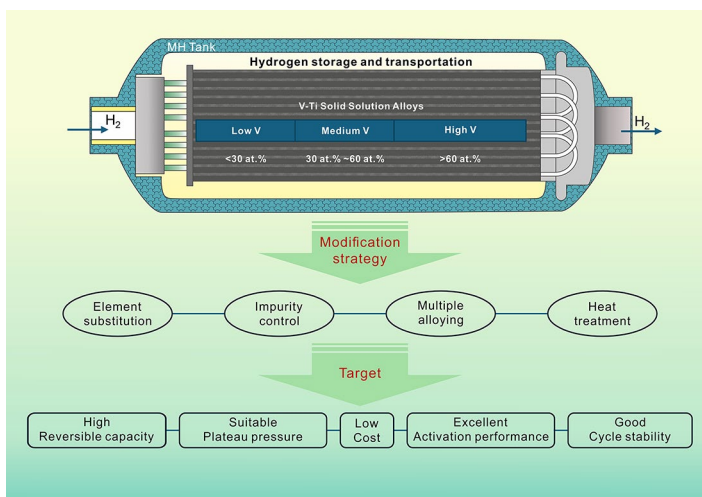 MH Tank
Hydrogen storage and transportation
V-Ti Solid Solution Alloys
H2
Low V
Medium V
High V
H2
<30 at.%
30 at.% ~60 at.%
>60 at.%
Modification
strategy
Element
substitution
Impurity
control
Multiple
alloying
Heat
treatment
Target
High
Reversible capacity
Suitable
Plateau pressure
Low
Cost
Excellent
Activation performance
Good
Cycle stability